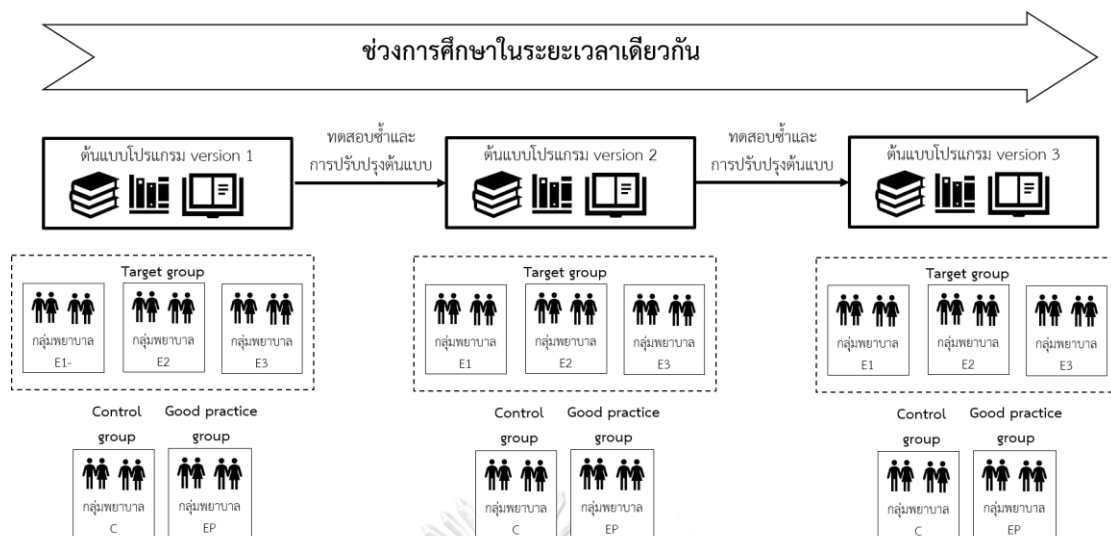 ช่วงการศึกษาในระยะเวลาเดียวกัน
ต้นแบบโปรแกรม version 1
ทดสอบซ้ำและ
การปรับปรุงต้นแบบ
ต้นแบบโปรแกรม version 2
ทดสอบซ้ำและ
การปรับปรุงต้นแบบ
ต้นแบบโปรแกรม version 3
Target group
กลุ่มพยาบาล
E1-
กลุ่มพยาบาล
E2
กลุ่มพยาบาล
E3
Control
group
กลุ่มพยาบาล
C
Good practice
group
กลุ่มพยาบาล
EP
Target group
กลุ่มพยาบาล
E1
กลุ่มพยาบาล
E2
กลุ่มพยาบาล
E3
Control
group
กลุ่มพยาบาล
C
Good practice
group
กลุ่มพยาบาล
EP
Target group
กลุ่มพยาบาล
E1
กลุ่มพยาบาล
E2
กลุ่มพยาบาล
E3
Control
group
กลุ่มพยาบาล
C
Good practice
group
กลุ่มพยาบาล
EP